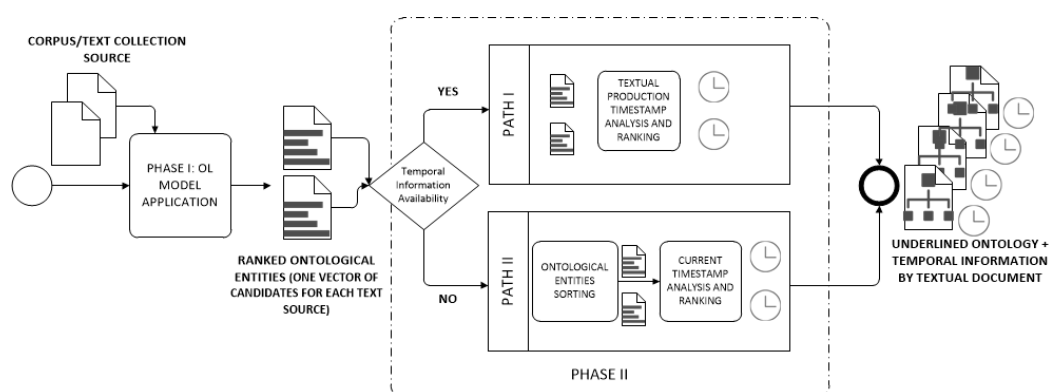 CORPUS/TEXT COLLECTION
SOURCE
PHASE I: OL
MODEL
APPLICATION
RANKED ONTOLOGICAL
ENTITIES (ONE VECTOR OF
CANDIDATES FOR EACH TEXT
SOURCE)
Temporal
Information
Availability
YES
NO
PATH I
TEXTUAL
PRODUCTION
TIMESTAMP
ANALYSIS AND
RANKING
PATH II
ONTOLOGICAL
ENTITIES
SORTING
CURRENT
TIMESTAMP
ANALYSIS AND
RANKING
PHASE II
UNDERLINED ONTOLOGY +
TEMPORAL INFORMATION
BY TEXTUAL DOCUMENT